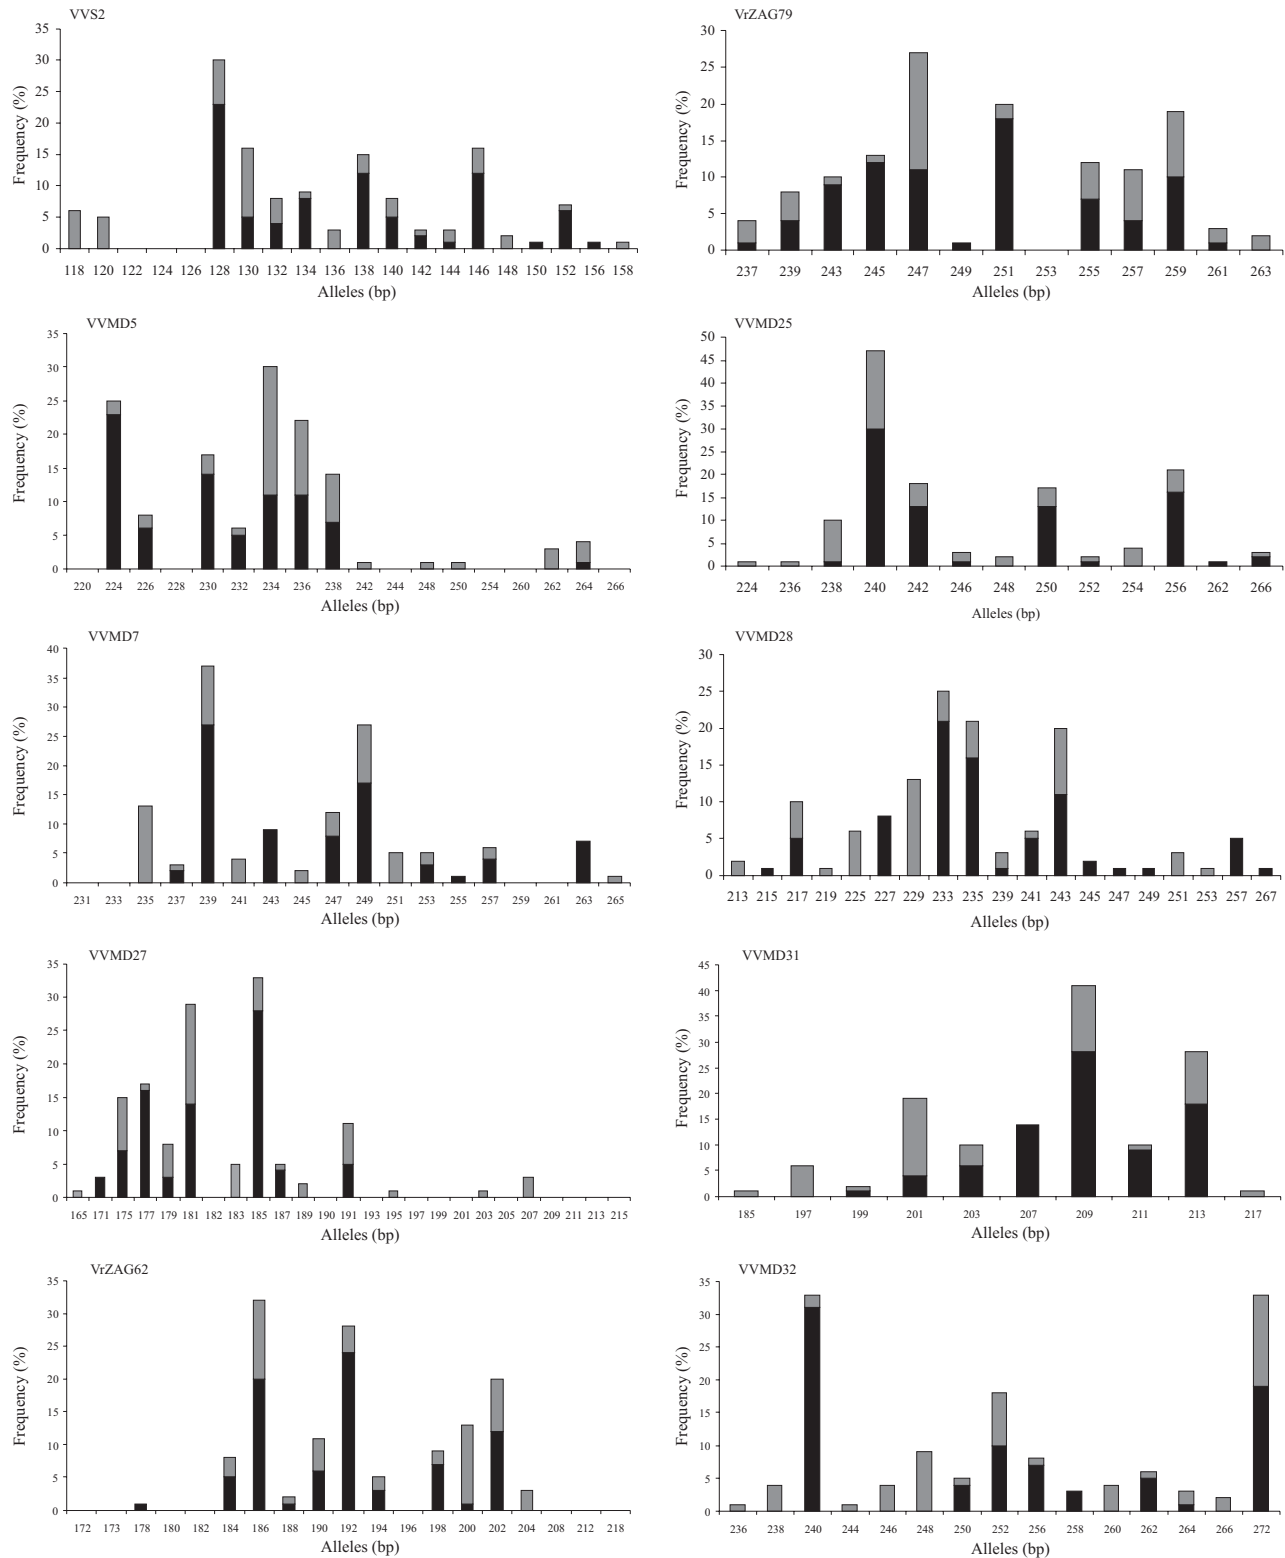 VVS2
35
30
25
20
15
10
5
0
Frequency (%)
118 120 122 124 126 128 130 132 134 136 138 140 142 144 146 148 150 152 156 158
Alleles (bp)
VrZAG79
30
25
20
15
10
5
0
Frequency (%)
237 239 243 245 247 249 251 253 255 257 259 261 263
Alleles (bp)
VVMD5
35
30
25
20
15
10
5
0
Frequency (%)
220 224 226 228 230 232 234 236 238 242 244 248 250 254 260 262 264 266
Alleles (bp)
VVMD25
50
45
40
35
30
25
20
15
10
5
0
Frequency (%)
224 236 238 240 242 246 248 250 252 254 256 262 266
Alleles (bp)
VVMD7
40
35
30
25
20
15
10
5
0
Frequency (%)
231 233 235 237 239 241 243 245 247 249 251 253 255 257 259 261 263 265
Alleles (bp)
VVMD28
30
25
20
15
10
5
0
Frequency (%)
213 215 217 219 225 227 229 233 235 239 241 243 245 247 249 251 253 257 267
Alleles (bp)
VVMD27
35
30
25
20
15
10
5
0
Frequency (%)
165 171 175 177 179 181 182 183 185 187 189 190 191 193 195 197 199 201 203 205 207 209 211 213 215
Alleles (bp)
VVMD31
45
40
35
30
25
20
15
10
5
0
Frequency (%)
185 197 199 201 203 207 209 211 213 217
Alleles (bp)
VrZAG62
35
30
25
20
15
10
5
0
Frequency (%)
172 173 178 180 182 184 186 188 190 192 194 196 198 200 202 204 208 212 218
Alleles (bp)
VVMD32
35
30
25
20
15
10
5
0
Frequency (%)
236 238 240 244 246 248 250 252 256 258 260 262 264 266 272
Alleles (bp)